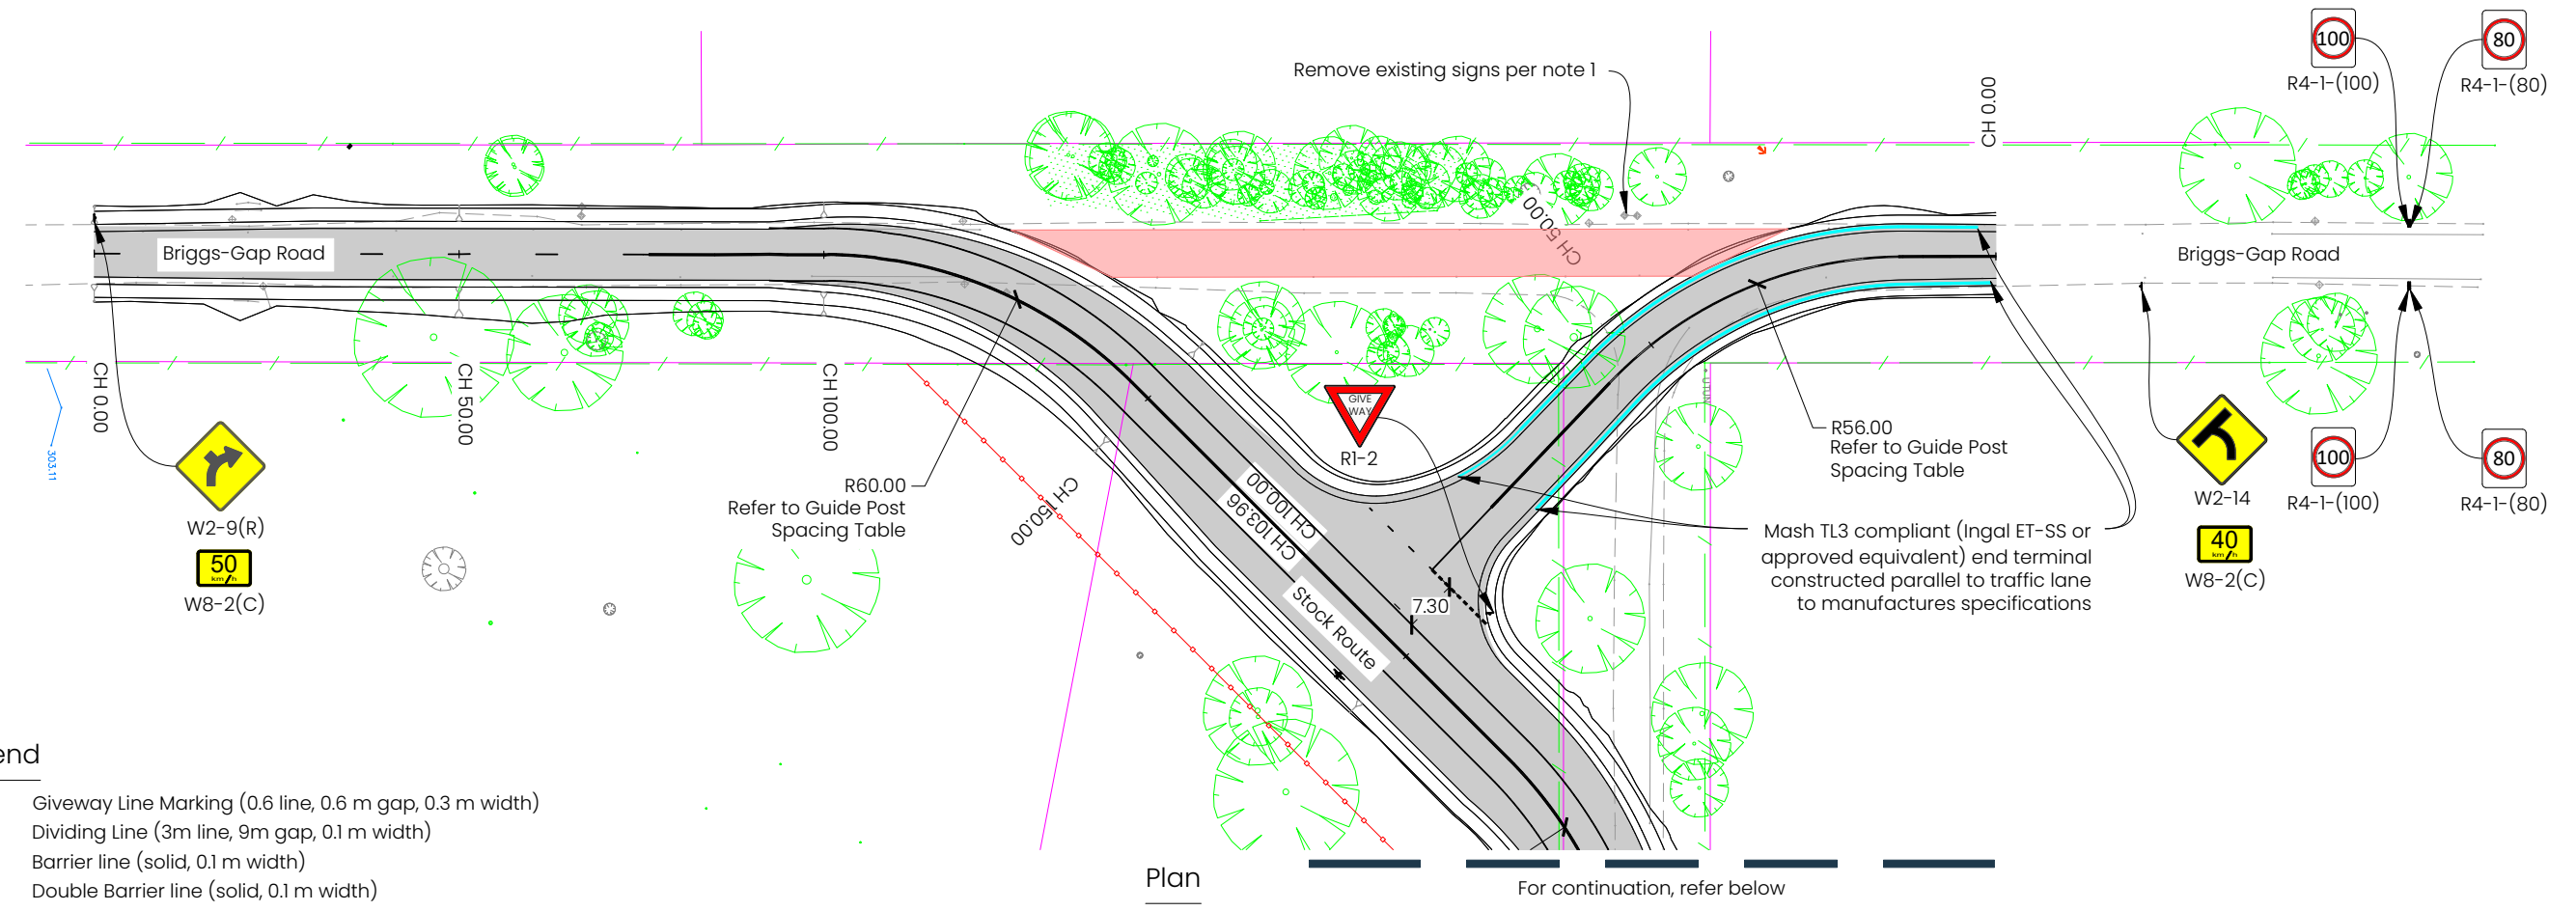 Remove existing signs per note 1
100
R4-1-(100)
80
R4-1-(80)
CH 0.00
CH 50.00
Briggs-Gap Road
Briggs-Gap Road
CH 0.00
CH 50.00
CH 100.00
303.11
GIVE
WAY
R1-2
R56.00
Refer to Guide Post
Spacing Table
W2-9(R)
50
km/h
W8-2(C)
R60.00
Refer to Guide Post
Spacing Table
CH 150.00
CH 100.00
CH 103.96
Stock Route
7.30
Mash TL3 compliant (Ingal ET-SS or
approved equivalent) end terminal
constructed parallel to traffic lane
to manufactures specifications
W2-14
40
km/h
W8-2(C)
100
R4-1-(100)
80
R4-1-(80)
end
Giveway Line Marking (0.6 line, 0.6 m gap, 0.3 m width)
Dividing Line (3m line, 9m gap, 0.1 m width)
Barrier line (solid, 0.1 m width)
Double Barrier line (solid, 0.1 m width)
Plan
For continuation, refer below